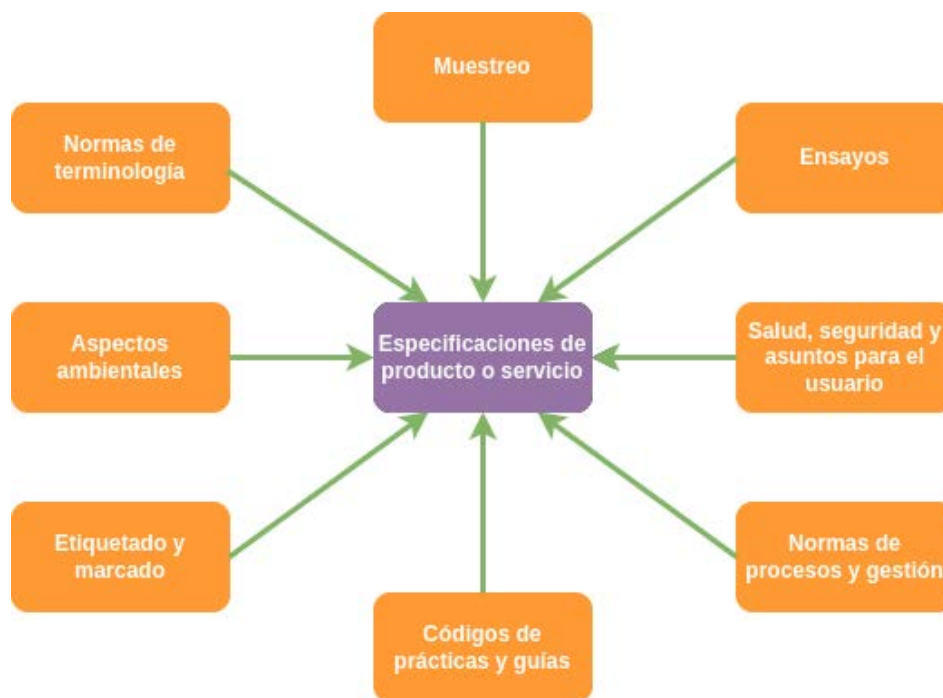 Muestreo
Normas de
terminología
Ensayos
Aspectos
ambientales
Especificaciones de
producto o servicio
Salud, seguridad y
asuntos para el
usuario
Etiquetado y
marcado
Códigos de
prácticas y guías
Normas de
procesos y gestión